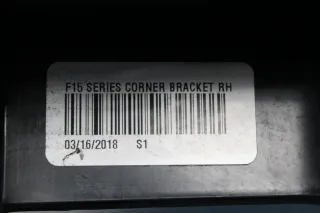 F15 SERIES CORNER BRACKET RH
03/16/2018 S1